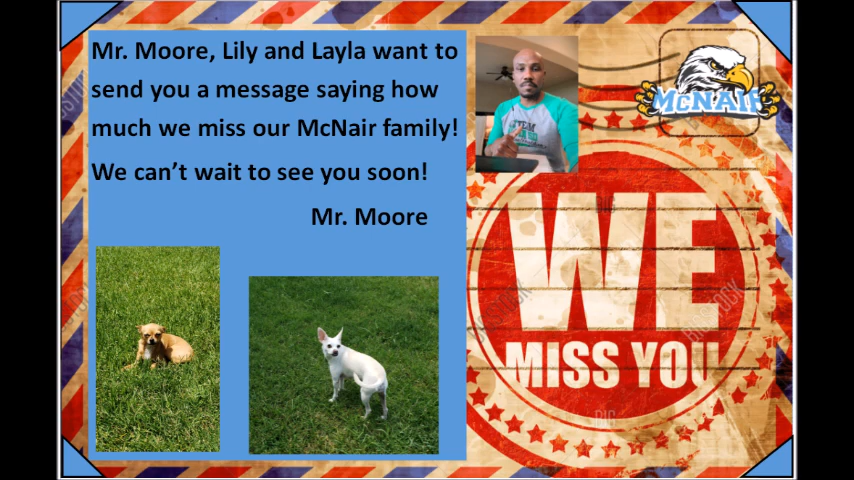 Mr. Moore, Lily and Layla want to
send you a message saying how
much we miss our McNair family!
We can't wait to see you soon!
Mr. Moore
MCNAIR
WE
MISS YOU
BIGSTOCK